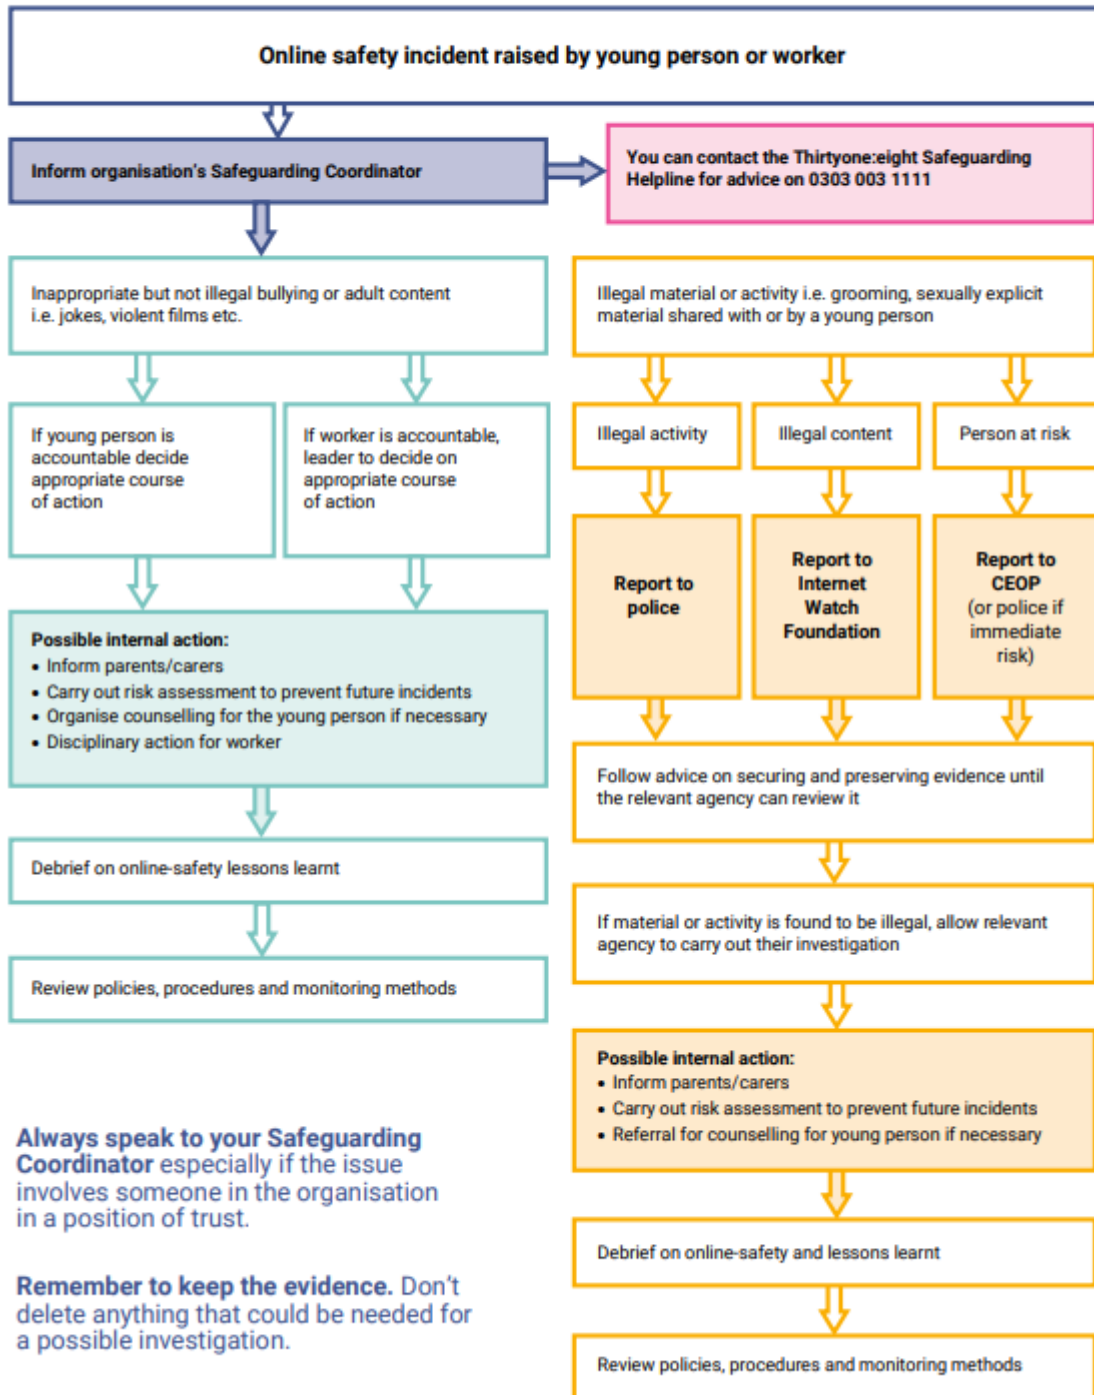 Online safety incident raised by young person or worker
Inform organisation's Safeguarding Coordinator
You can contact the Thirtyone:eight Safeguarding
Helpline for advice on 0303 003 1111
Inappropriate but not illegal bullying or adult content
i.e. jokes, violent films etc.
If young person is
accountable decide
appropriate course
of action
If worker is accountable,
leader to decide on
appropriate course
of action
Possible internal action:
• Inform parents/carers
• Carry out risk assessment to prevent future incidents
• Organise counselling for the young person if necessary
• Disciplinary action for worker
Debrief on online-safety lessons learnt
Review policies, procedures and monitoring methods
Illegal material or activity i.e. grooming, sexually explicit
material shared with or by a young person
Illegal activity
Illegal content
Person at risk
Report to
police
Report to
Internet
Watch
Foundation
Report to
CEOP
(or police if
immediate
risk)
Follow advice on securing and preserving evidence until
the relevant agency can review it
If material or activity is found to be illegal, allow relevant
agency to carry out their investigation
Possible internal action:
• Inform parents/carers
• Carry out risk assessment to prevent future incidents
• Referral for counselling for young person if necessary
Debrief on online-safety and lessons learnt
Review policies, procedures and monitoring methods
Always speak to your Safeguarding
Coordinator especially if the issue
involves someone in the organisation
in a position of trust.
Remember to keep the evidence. Don't
delete anything that could be needed for
a possible investigation.